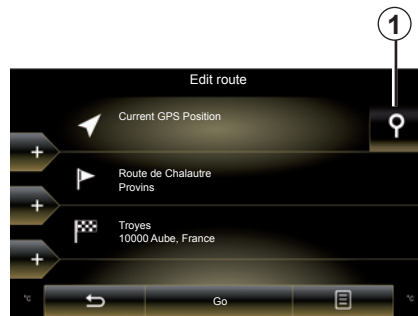 1
Edit route
Current GPS Position
+
Route de Chalautre
Provins
+
Troyes
10000 Aube, France
+
°C
Go
°C